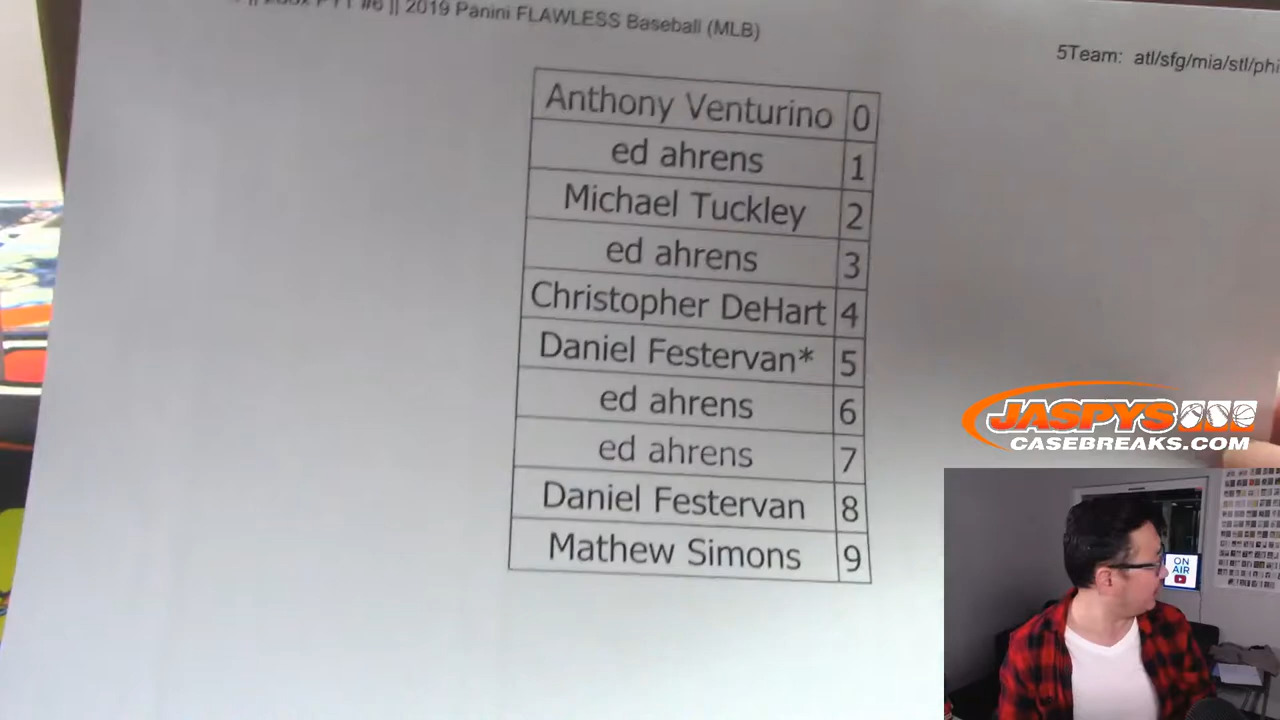 #6 || 2019 Panini FLAWLESS Baseball (MLB)
5Team: atl/sfg/mia/stl/phi
Anthony Venturino 0
ed ahrens 1
Michael Tuckley 2
ed ahrens 3
Christopher DeHart 4
Daniel Festervan* 5
ed ahrens 6
ed ahrens 7
Daniel Festervan 8
Mathew Simons 9
JASPYS
CASEBREAKS.COM
ON
AIR